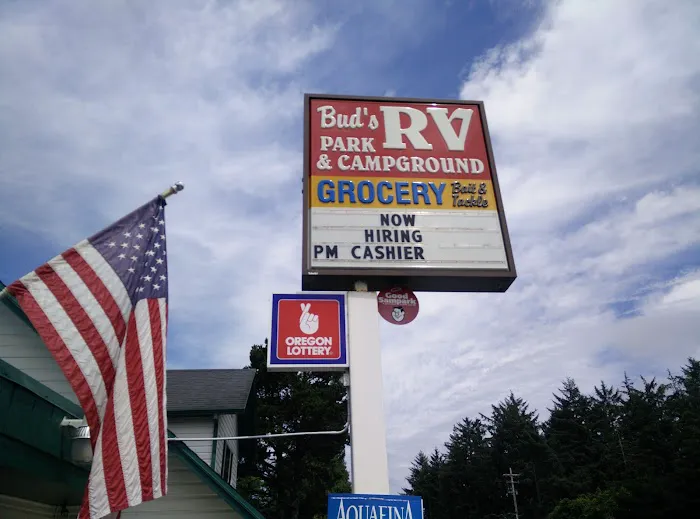 Bud's RV
PARK
& CAMPGROUND
GROCERY Bait &
Tackle
NOW
HIRING
PM CASHIER
Good
Sampark
OREGON
LOTTERY
AQUAFINA